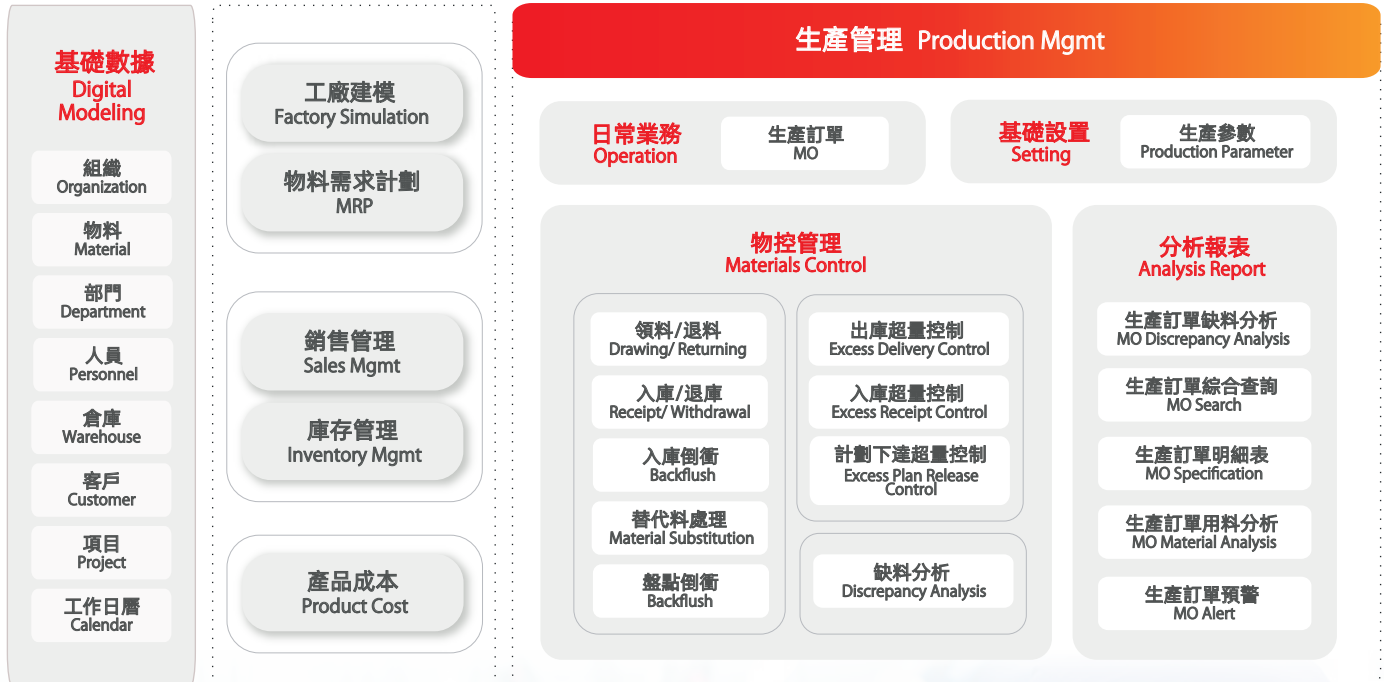 基礎數據
Digital
Modeling
組織
Organization
物料
Material
部門
Department
人員
Personnel
倉庫
Warehouse
客戶
Customer
項目
Project
工作日曆
Calendar
工廠建模
Factory Simulation
物料需求計劃
MRP
銷售管理
Sales Mgmt
庫存管理
Inventory Mgmt
產品成本
Product Cost
生產管理 Production Mgmt
日常業務
Operation
生產訂單
MO
基礎設置
Setting
生產參數
Production Parameter
物控管理
Materials Control
領料/退料
Drawing/ Returning
入庫/退庫
Receipt/ Withdrawal
入庫倒衝
Backflush
替代料處理
Material Substitution
盤點倒衝
Backflush
出庫超量控制
Excess Delivery Control
入庫超量控制
Excess Receipt Control
計劃下達超量控制
Excess Plan Release
Control
缺料分析
Discrepancy Analysis
分析報表
Analysis Report
生產訂單缺料分析
MO Discrepancy Analysis
生產訂單綜合查詢
MO Search
生產訂單明細表
MO Specification
生產訂單用料分析
MO Material Analysis
生產訂單預警
MO Alert